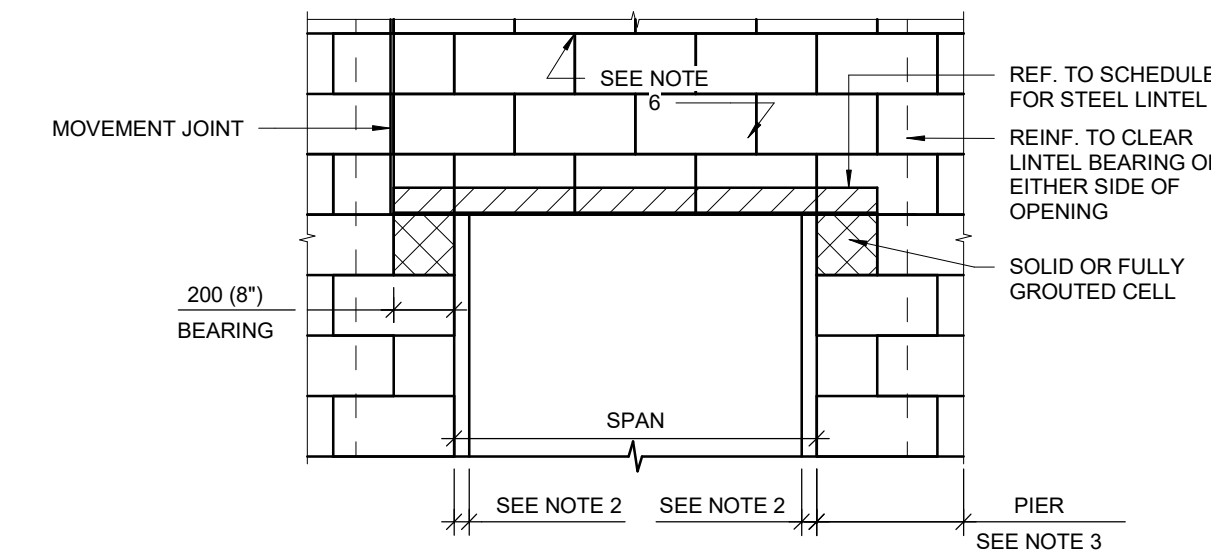 SEE NOTE
6
REF. TO SCHEDULE
FOR STEEL LINTEL
MOVEMENT JOINT
REINF. TO CLEAR
LINTEL BEARING
EITHER SIDE OF
OPENING
SOLID OR FULLY
GROUTED CELL
200 (8")
BEARING
SPAN
SEE NOTE 2
SEE NOTE 2
PIER
SEE NOTE 3